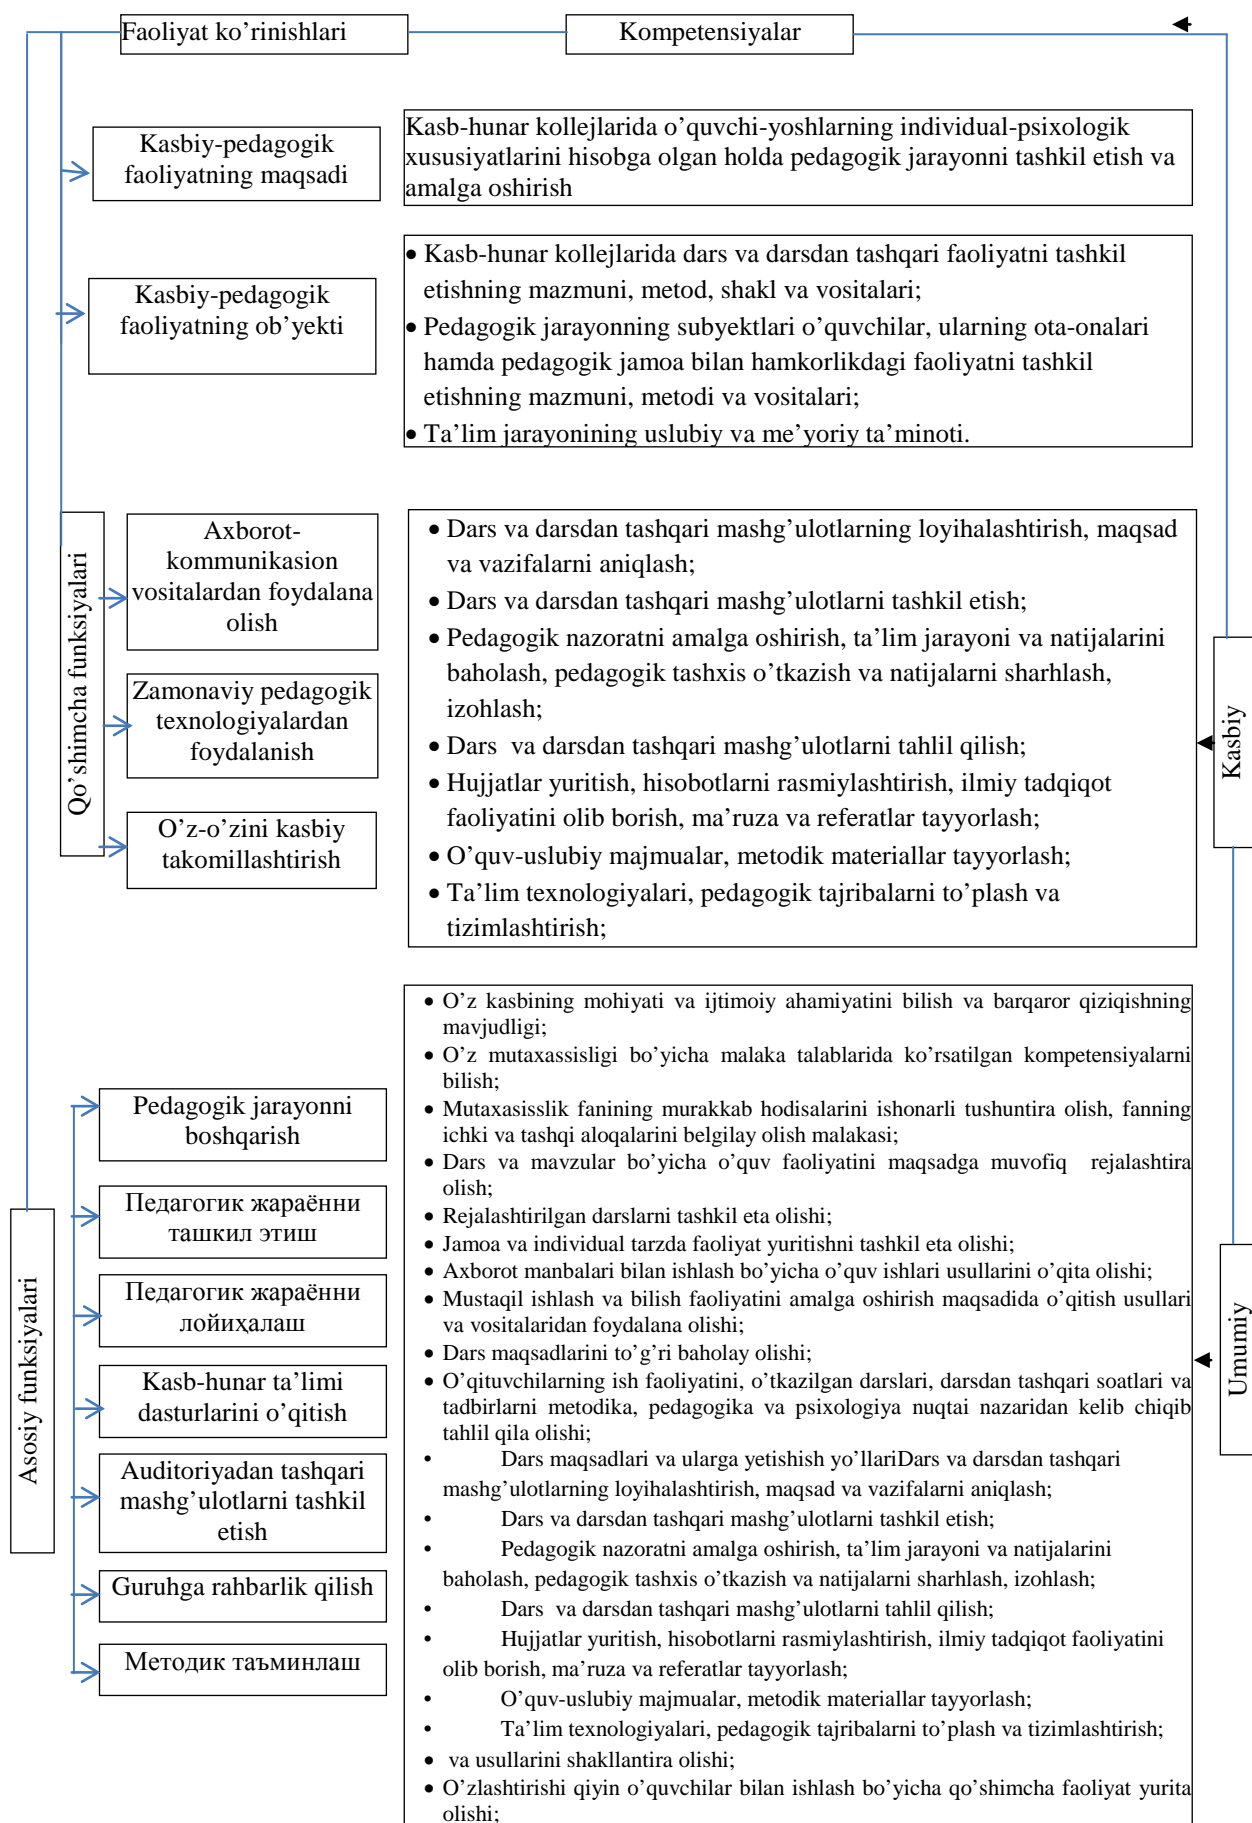 Faoliyat ko’rinishlari
Kompetensiyalar
Kasbiy-pedagogik
faoliyatning maqsadi
Kasb-hunar kollejlarida o’quvchi-yoshlarning individual-psixologik
xususiyatlarini hisobga olgan holda pedagogik jarayonni tashkil etish va
amalga oshirish
Kasbiy-pedagogik
faoliyatning ob’yekti
• Kasb-hunar kollejlarida dars va darsdan tashqari faoliyatni tashkil
etishning mazmuni, metod, shakl va vositalari;
• Pedagogik jarayonning subyektlari o’quvchilar, ularning ota-onalari
hamda pedagogik jamoa bilan hamkorlikdagi faoliyatni tashkil
etishning mazmuni, metodi va vositalari;
• Ta’lim jarayonining uslubiy va me’yoriy ta’minoti.
Qo’shimcha funksiyalari
Axborot-
kommunikasion
vositalardan foydalana
olish
Zamonaviy pedagogik
texnologiyalardan
foydalanish
O’z-o’zini kasbiy
takomillashtirish
• Dars va darsdan tashqari mashg’ulotlarning loyihalashtirish, maqsad
va vazifalarni aniqlash;
• Dars va darsdan tashqari mashg’ulotlarni tashkil etish;
• Pedagogik nazoratni amalga oshirish, ta’lim jarayoni va natijalarini
baholash, pedagogik tashxis o’tkazish va natijalarni sharhlash,
izohlash;
• Dars va darsdan tashqari mashg’ulotlarni tahlil qilish;
• Hujjatlar yuritish, hisobotlarni rasmiylashtirish, ilmiy tadqiqot
faoliyatini olib borish, ma’ruza va referatlar tayyorlash;
• O’quv-uslubiy majmualar, metodik materiallar tayyorlash;
• Ta’lim texnologiyalari, pedagogik tajribalarni to’plash va
tizimlashtirish;
Kasbiy
Asosiy funksiyalari
Pedagogik jarayonni
boshqarish
Педагогик жараённи
ташкил этиш
Педагогик жараённи
лойиҳалаш
Kasb-hunar ta’limi
dasturlarini o’qitish
Auditoriyadan tashqari
mashg’ulotlarni tashkil
etish
Guruhga rahbarlik qilish
Методик таъминлаш
• O’z kasbining mohiyati va ijtimoiy ahamiyatini bilish va barqaror qiziqishning
mavjudligi;
• O’z mutaxassisligi bo’yicha malaka talablarida ko’rsatilgan kompetensiyalarni
bilish;
• Mutaxasisslik fanining murakkab hodisalarini ishonarli tushuntira olish, fanning
ichki va tashqi aloqalarini belgilay olish malakasi;
• Dars va mavzular bo’yicha o’quv faoliyatini maqsadga muvofiq rejalashtira
olish;
• Rejalashtirilgan darslarni tashkil eta olishi;
• Jamoa va individual tarzda faoliyat yuritishni tashkil eta olishi;
• Axborot manbalari bilan ishlash bo’yicha o’quv ishlari usullarini o’qita olishi;
• Mustaqil ishlash va bilish faoliyatini amalga oshirish maqsadida o’qitish usullari
va vositalaridan foydalana olishi;
• Dars maqsadlarini to’g’ri baholay olishi;
• O’qituvchilarning ish faoliyatini, o’tkazilgan darslari, darsdan tashqari soatlari va
tadbirlarni metodika, pedagogika va psixologiya nuqtai nazaridan kelib chiqib
tahlil qila olishi;
• Dars maqsadlari va ularga yetishish yo’llariDars va darsdan tashqari
mashg’ulotlarning loyihalashtirish, maqsad va vazifalarni aniqlash;
• Dars va darsdan tashqari mashg’ulotlarni tashkil etish;
• Pedagogik nazoratni amalga oshirish, ta’lim jarayoni va natijalarini
baholash, pedagogik tashxis o’tkazish va natijalarni sharhlash, izohlash;
• Dars va darsdan tashqari mashg’ulotlarni tahlil qilish;
• Hujjatlar yuritish, hisobotlarni rasmiylashtirish, ilmiy tadqiqot faoliyatini
olib borish, ma’ruza va referatlar tayyorlash;
• O’quv-uslubiy majmualar, metodik materiallar tayyorlash;
• Ta’lim texnologiyalari, pedagogik tajribalarni to’plash va tizimlashtirish;
• va usullarini shakllantira olishi;
• O’zlashtirishi qiyin o’quvchilar bilan ishlash bo’yicha qo’shimcha faoliyat yurita
olishi;
Umumiy